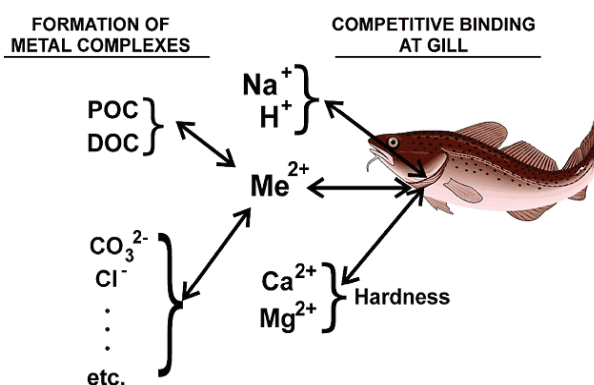 FORMATION OF
METAL COMPLEXES
COMPETITIVE BINDING
AT GILL
POC
DOC
Na⁺
H⁺
Me²⁺
CO₃²⁻
Cl⁻
.
.
.
etc.
Ca²⁺
Mg²⁺
Hardness